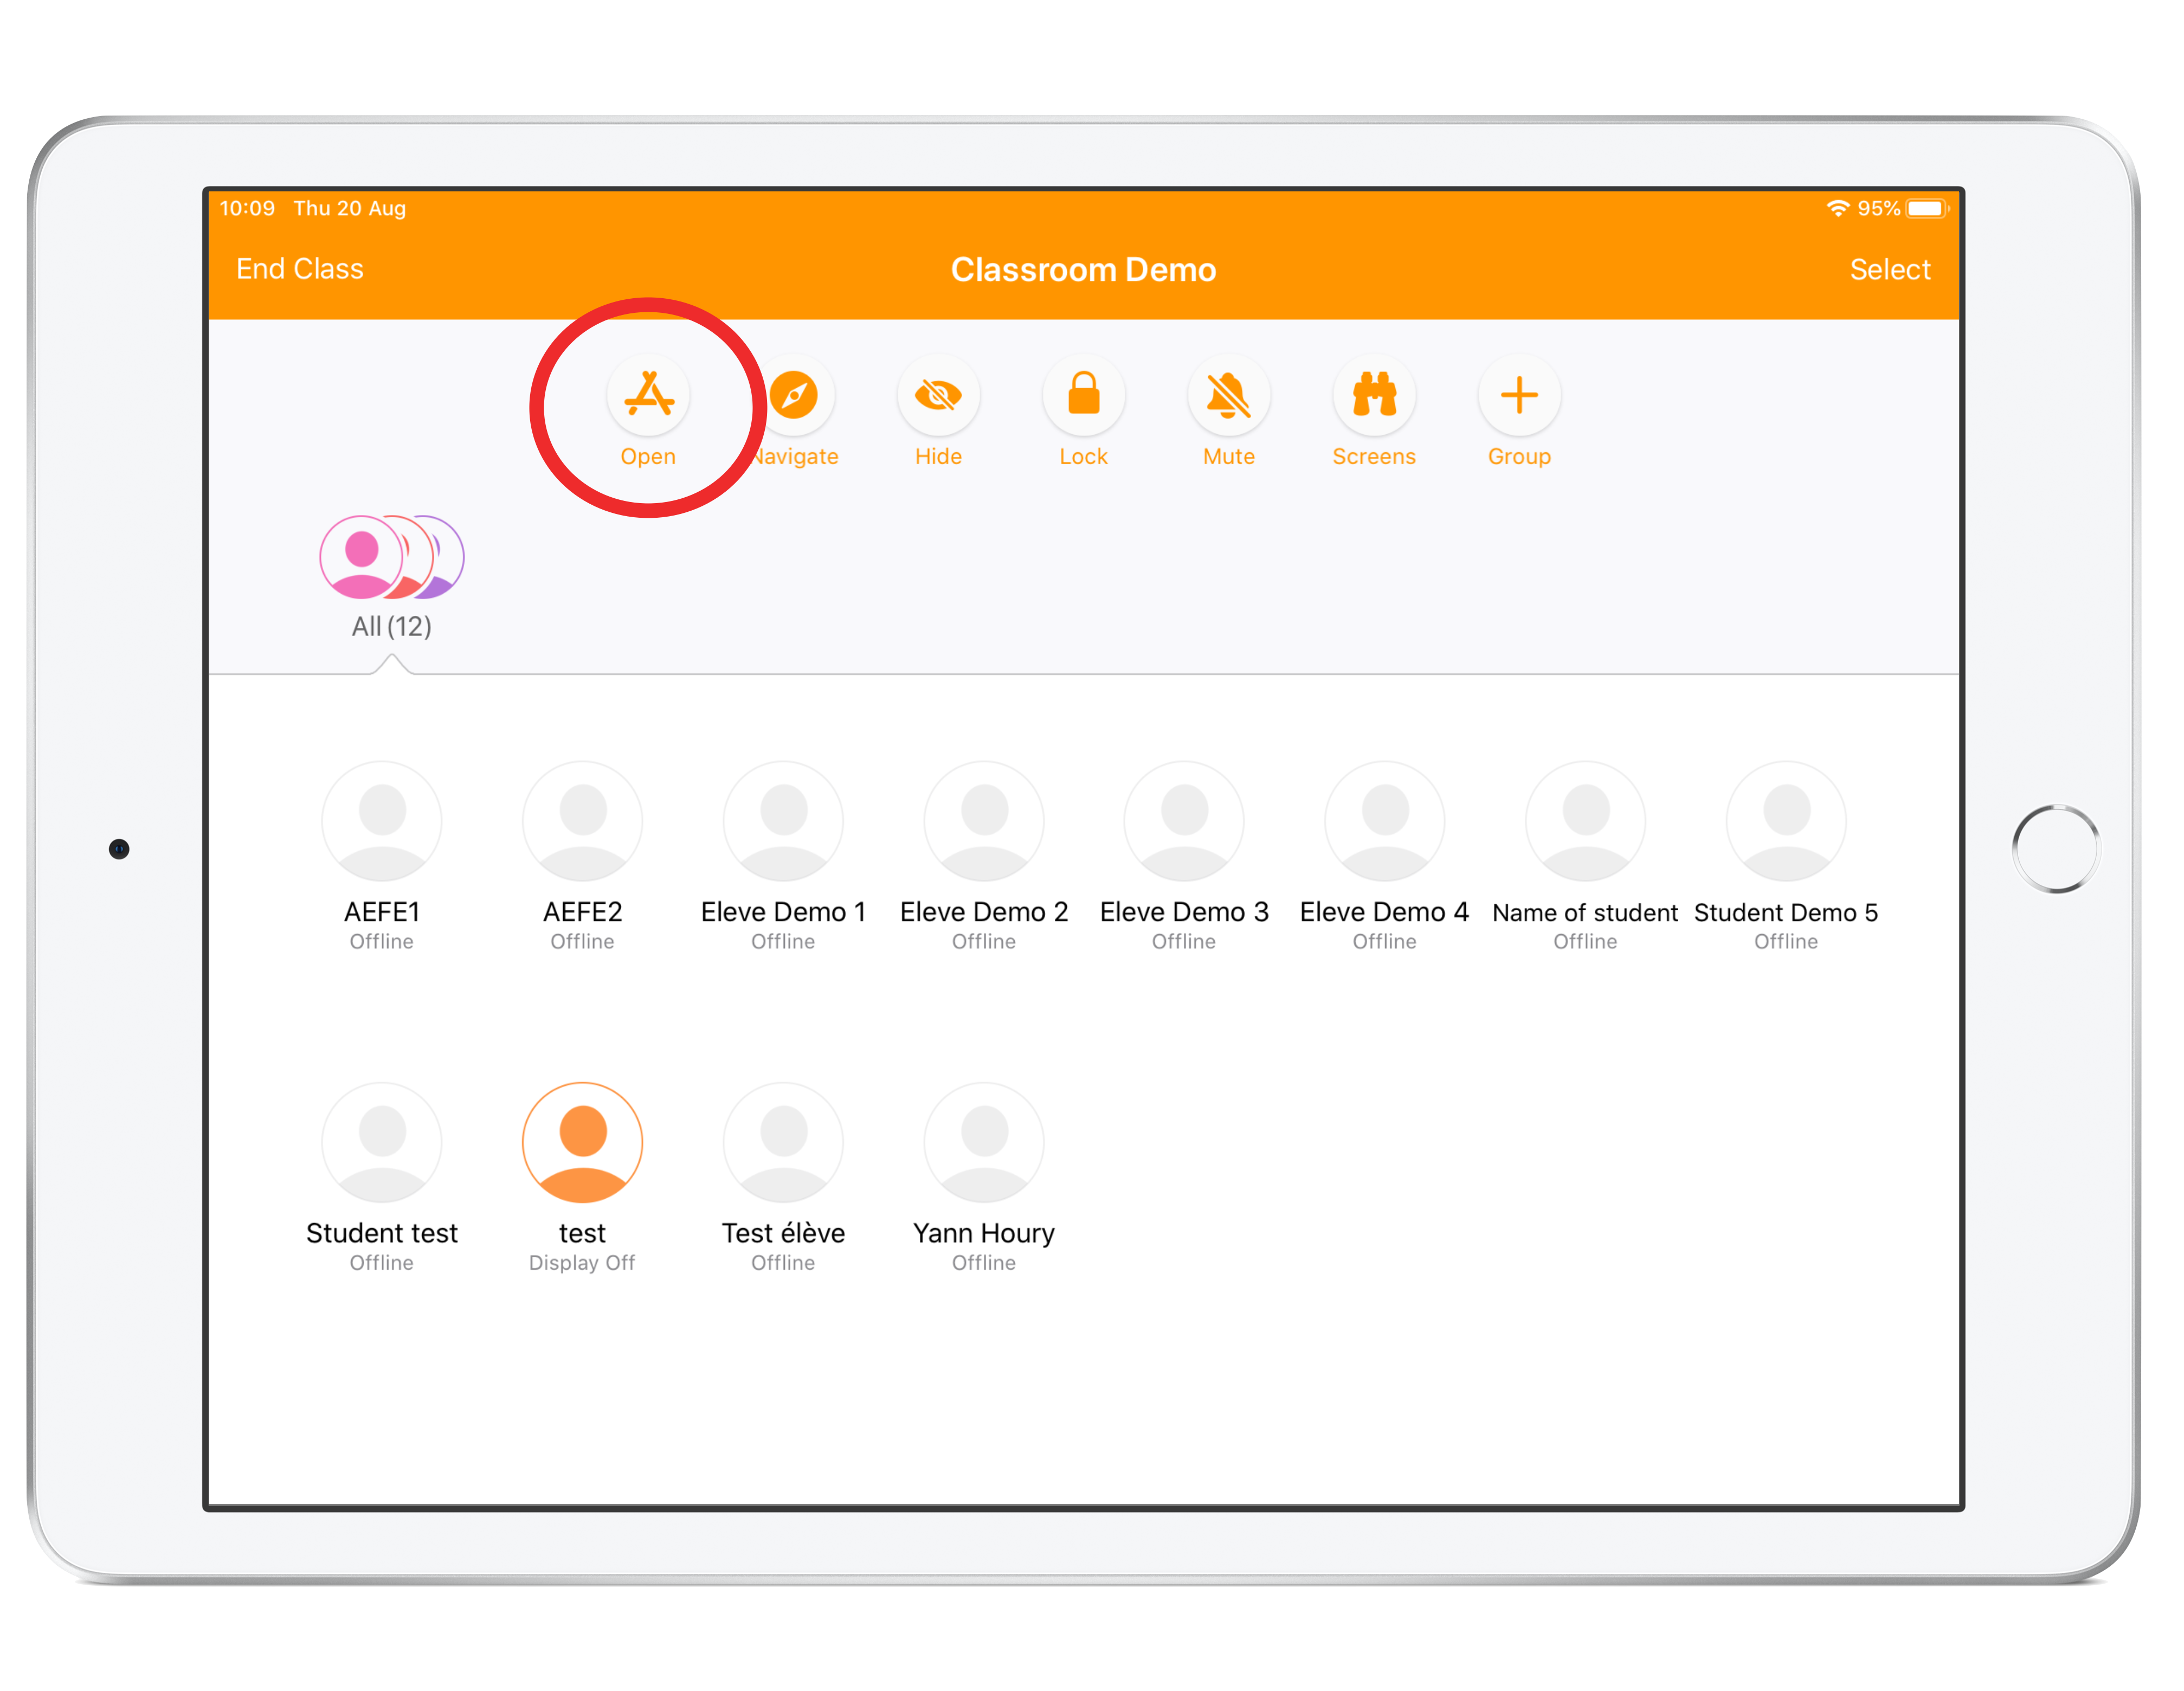 10:09 Thu 20 Aug 95%
End Class Classroom Demo Select
Open Navigate Hide Lock Mute Screens Group
All (12)
AEFE1 AEFE2 Eleve Demo 1 Eleve Demo 2 Eleve Demo 3 Eleve Demo 4 Name of student Student Demo 5
Offline Offline Offline Offline Offline Offline Offline Offline
Student test test Test élève Yann Houry
Offline Display Off Offline Offline